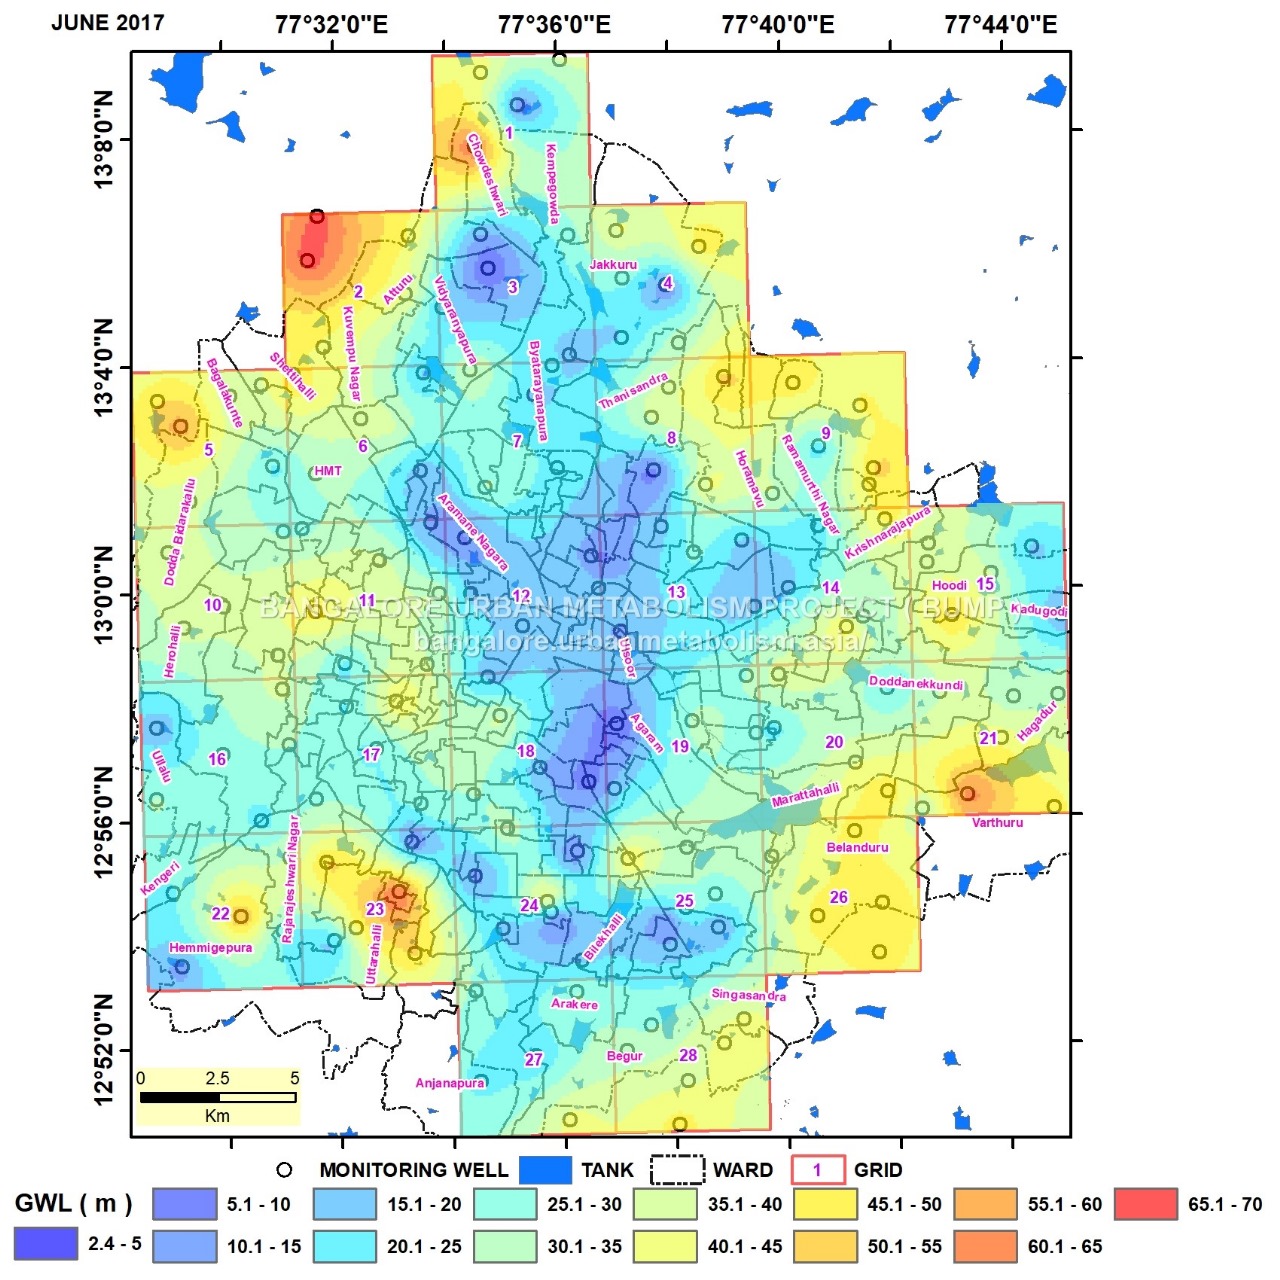 JUNE 2017
77°32'0"E 77°36'0"E 77°40'0"E 77°44'0"E
13°8'0"N
13°4'0"N
13°0'0"N
12°56'0"N
12°52'0"N
1
Chowdeshwari
Kempegowda
2
Atturu
Kuvempu Nagar
Shettihalli
Bagalakunte
Vidyaranyapura
3
Jakkuru
4
Byatarayanapura
Thanisandra
5
6
HMT
7
8
9
Horamavu
Ramamurthi Nagar
Krishnarajapura
Dodda Bidarakallu
Aramane Nagara
10
11
12
13
14
Hoodi
15
Kadugodi
BANGALORE URBAN METABOLISM PROJECT ( BUMP )
bangalore.urbanmetabolism.asia/
Herohalli
Ulsoor
Doddanekkundi
Hagadur
Agaram
16
17
18
19
20
21
Ullalu
Marattahalli
Varthuru
Belanduru
Kengeri
Rajarajeshwari Nagar
22
23
24
25
26
Hemmigepura
Uttarahalli
Bilekhalli
Arakere
Singasandra
27
Begur
28
Anjanapura
0 2.5 5
Km
MONITORING WELL TANK WARD 1 GRID
GWL ( m )
5.1 - 10 15.1 - 20 25.1 - 30 35.1 - 40 45.1 - 50 55.1 - 60 65.1 - 70
2.4 - 5 10.1 - 15 20.1 - 25 30.1 - 35 40.1 - 45 50.1 - 55 60.1 - 65